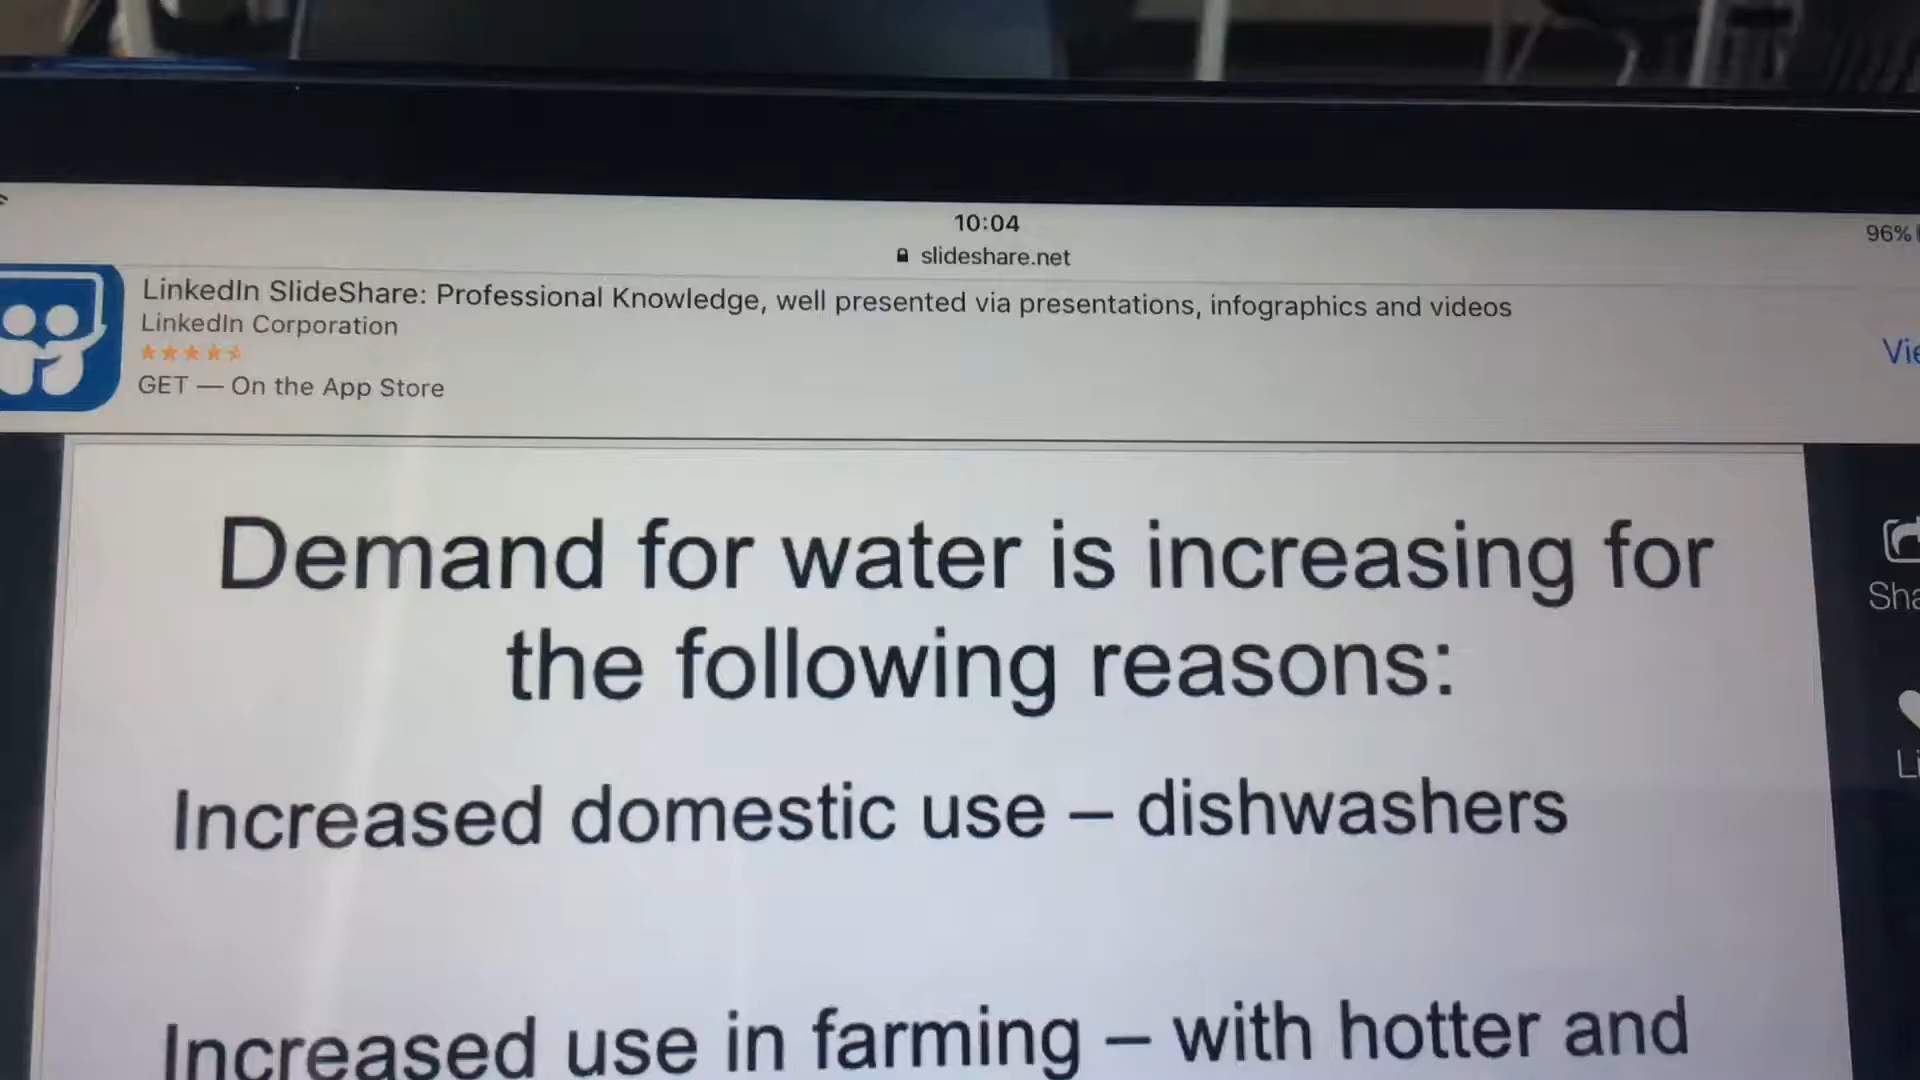 10:04
slideshare.net
96%
LinkedIn SlideShare: Professional Knowledge, well presented via presentations, infographics and videos
LinkedIn Corporation
GET — On the App Store
Demand for water is increasing for
the following reasons:
Increased domestic use – dishwashers
Increased use in farming – with hotter and